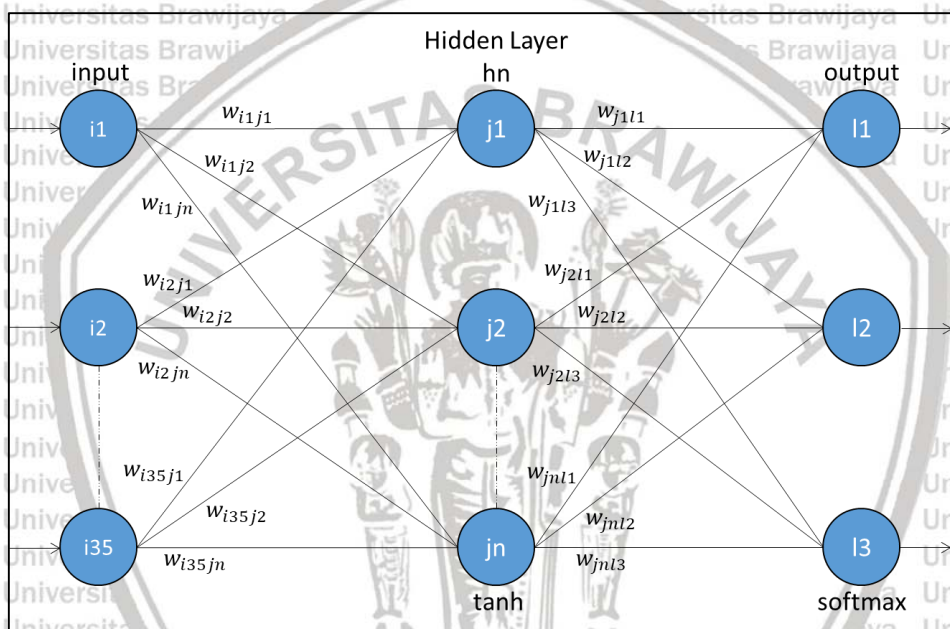 Hidden Layer
input hn output
i1 j1 l1
w_{i1j1} w_{j1l1}
w_{i1j2} w_{j1l2}
w_{i1jn} w_{j1l3}
UNIVERSITAS BRAWIJAYA
w_{i2j1} w_{j2l1}
w_{i2j2} w_{j2l2}
i2 j2 l2
w_{i2jn} w_{j2l3}
w_{i35j1} w_{jnl1}
w_{i35j2} w_{jnl2}
i35 jn l3
w_{i35jn} w_{jnl3}
tanh softmax
Universitas Brawijaya